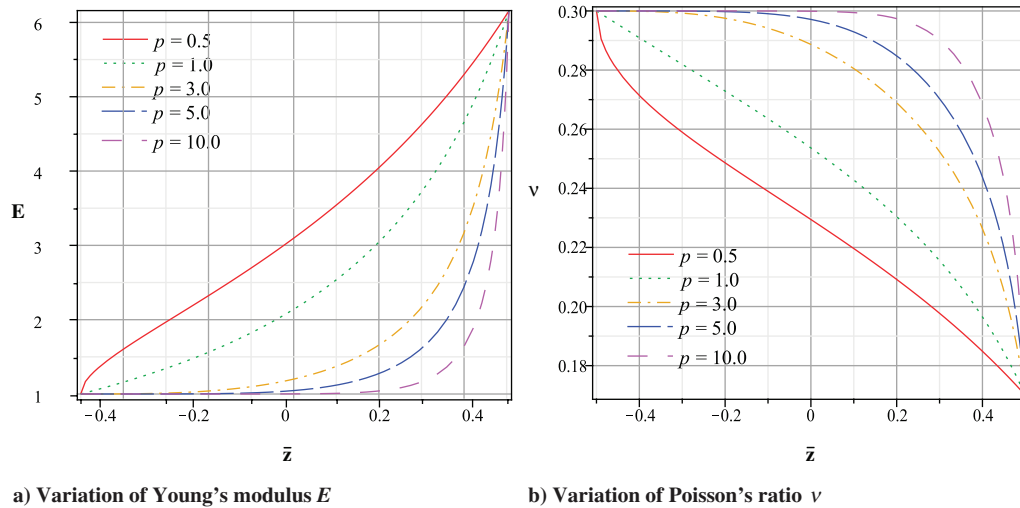 6
5
4
E
3
2
1
p = 0.5
p = 1.0
p = 3.0
p = 5.0
p = 10.0
−0.4
−0.2
0
0.2
0.4
z̄
a) Variation of Young's modulus E
0.30
0.28
0.26
0.24
ν
0.22
0.20
0.18
p = 0.5
p = 1.0
p = 3.0
p = 5.0
p = 10.0
−0.4
−0.2
0
0.2
0.4
z̄
b) Variation of Poisson's ratio ν